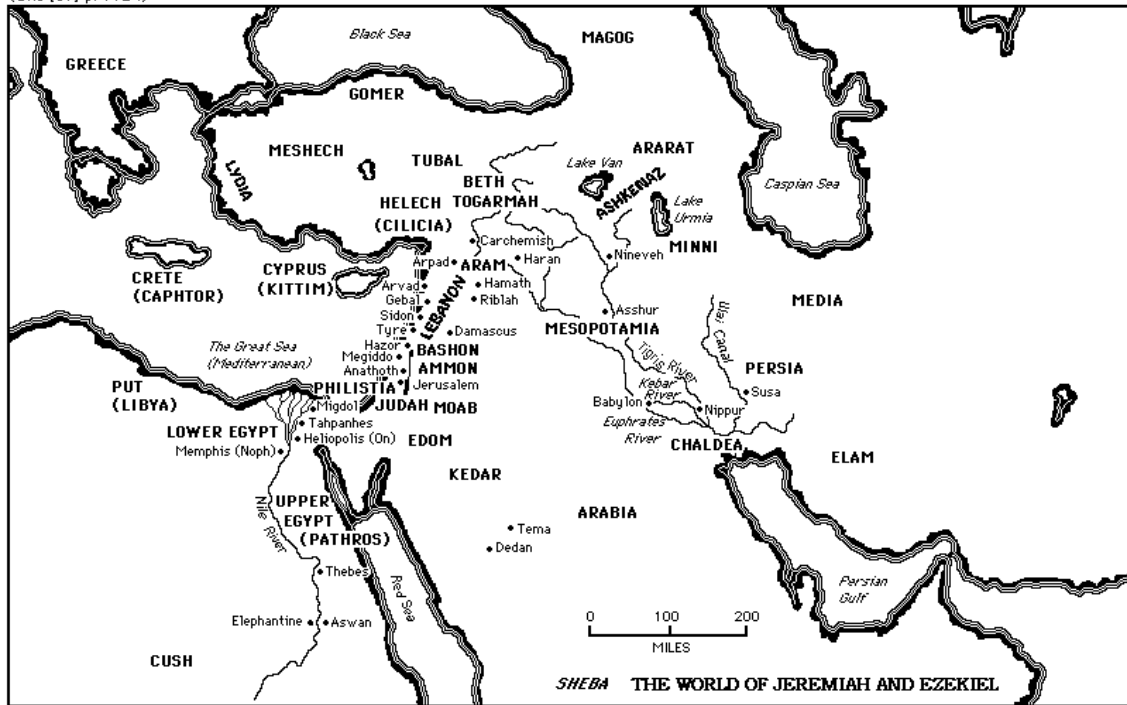 Black Sea
MAGOG
GREECE
GOMER
MESHECH
TUBAL
ARARAT
Lake Van
BETH
TOGARMAH
ASHKENAZ
Caspian Sea
LYDIA
HELECH
(CILICIA)
Lake
Urmia
MINNI
Carchemish
Haran
Nineveh
CRETE
(CAPHTOR)
CYPRUS
(KITTIM)
Arpad
ARAM
Arvad
Hamath
Gebal
Riblah
LEBANON
Sidon
Asshur
MEDIA
Ulai Canal
Tyre
Damascus
MESOPOTAMIA
The Great Sea
(Mediterranean)
Hazor
BASHON
Megiddo
Anathoth
AMMON
Tigris River
PERSIA
PUT
(LIBYA)
PHILISTIA
Jerusalem
Kebar
River
Susa
Migdol
JUDAH
MOAB
Babylon
Nippur
Tahpanhes
Euphrates
River
LOWER EGYPT
Heliopolis (On)
EDOM
CHALDEA
Memphis (Noph)
ELAM
KEDAR
Nile River
UPPER
EGYPT
(PATHROS)
ARABIA
Tema
Dedan
Thebes
Red Sea
Persian
Gulf
Elephantine
Aswan
0 100 200
MILES
CUSH
SHEBA
THE WORLD OF JEREMIAH AND EZEKIEL